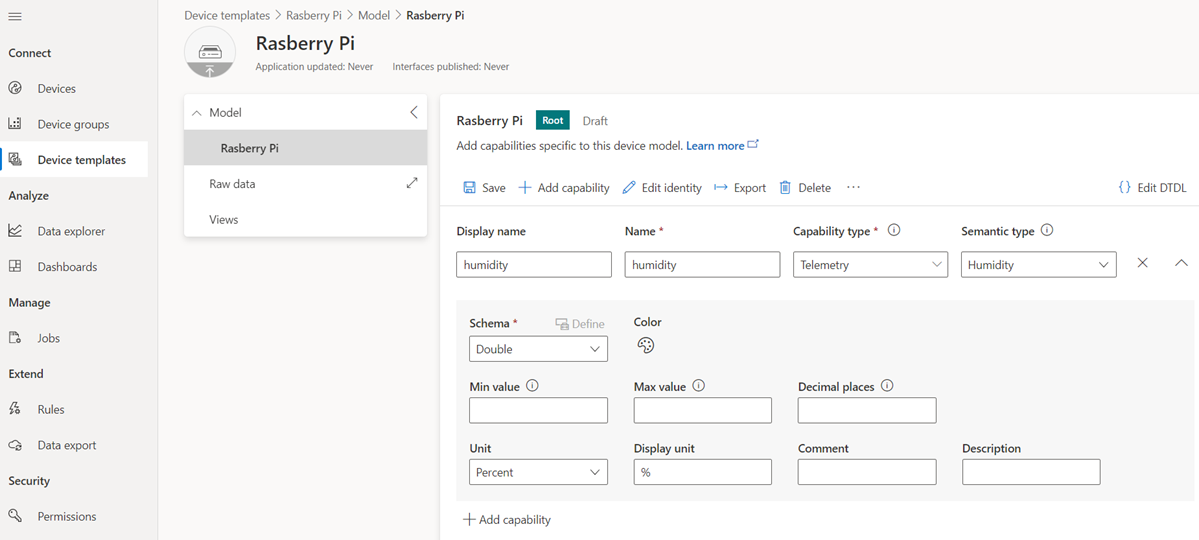 Connect
Devices
Device groups
Device templates
Analyze
Data explorer
Dashboards
Manage
Jobs
Extend
Rules
Data export
Security
Permissions
Device templates > Rasberry Pi > Model > Rasberry Pi
Rasberry Pi
Application updated: Never Interfaces published: Never
Model
Rasberry Pi
Raw data
Views
Rasberry Pi Root Draft
Add capabilities specific to this device model. Learn more
Save Add capability Edit identity Export Delete ... {} Edit DTDL
Display name Name * Capability type * Semantic type
humidity humidity Telemetry Humidity
Schema * Define Color
Double
Min value Max value Decimal places
Unit Display unit Comment Description
Percent %
Add capability